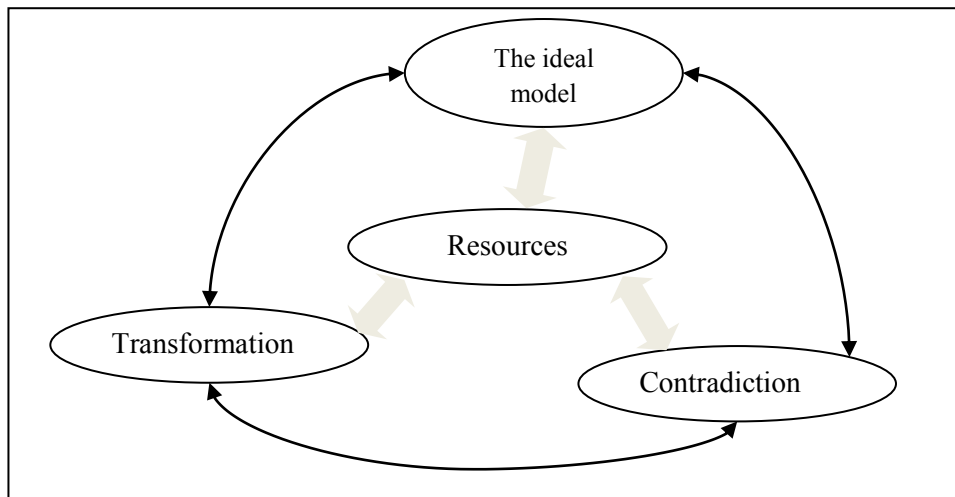 The ideal
model
Resources
Transformation
Contradiction